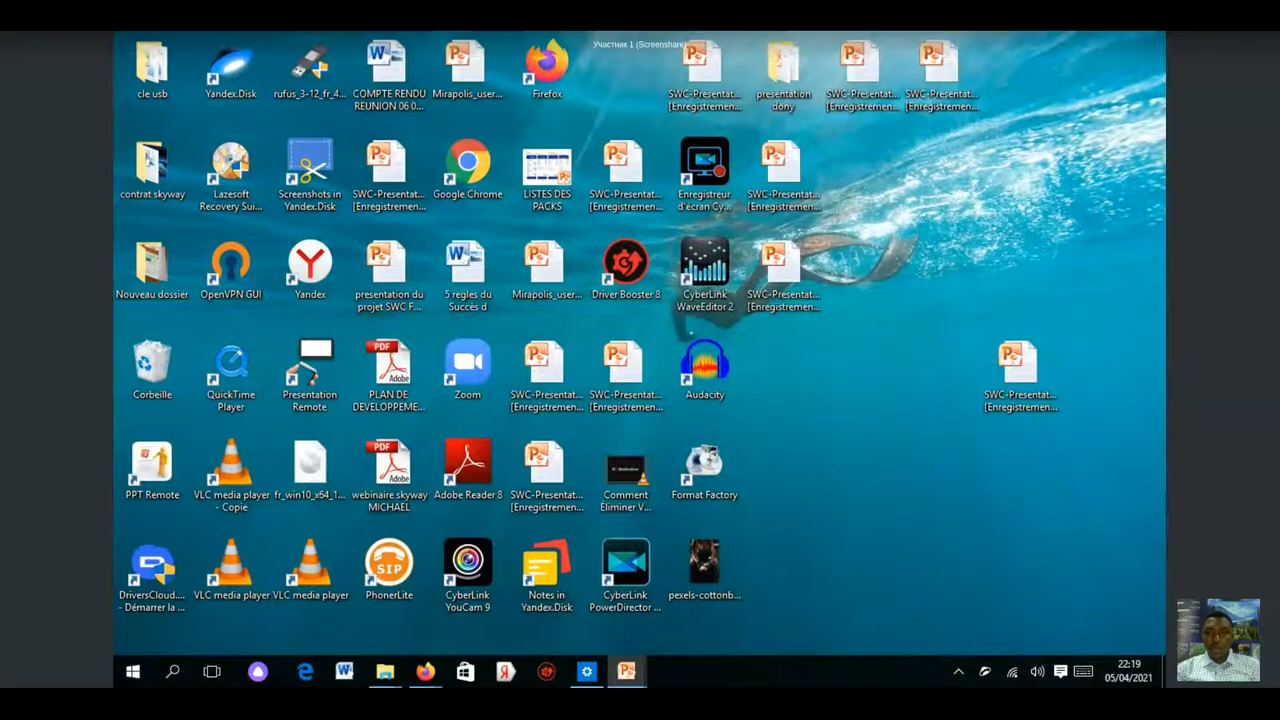 Участник 1 (Screenshare)
cle usb
Yandex.Disk
rufus_3-12_fr_4...
COMPTE RENDU
REUNION 06 0...
Mirapolis_user...
Firefox
SWC-Presentat...
[Enregistremen...
presentation
dony
SWC-Presentat...
[Enregistremen...
SWC-Presentat...
[Enregistremen...
contrat skyway
Lazesoft
Recovery Sui...
Screenshots in
Yandex.Disk
SWC-Presentat...
[Enregistremen...
Google Chrome
LISTES DES
PACKS
SWC-Presentat...
[Enregistremen...
Enregistreur
d'écran Cy...
SWC-Presentat...
[Enregistremen...
Nouveau dossier
OpenVPN GUI
Yandex
presentation du
projet SWC F...
5 regles du
Succès d
Mirapolis_user...
Driver Booster 8
CyberLink
WaveEditor 2
SWC-Presentat...
[Enregistremen...
Corbeille
QuickTime
Player
Presentation
Remote
PDF
Adobe
PLAN DE
DEVELOPPEME...
Zoom
SWC-Presentat...
[Enregistremen...
SWC-Presentat...
[Enregistremen...
Audacity
SWC-Presentat...
[Enregistremen...
PPT Remote
VLC media player
- Copie
fr_win10_x64_1...
PDF
Adobe
webinaire skyway
MICHAEL
Adobe Reader 8
SWC-Presentat...
[Enregistremen...
Comment
Éliminer V...
Format Factory
DriversCloud....
- Démarrer la ...
VLC media player
VLC media player
SIP
PhonerLite
CyberLink
YouCam 9
Notes in
Yandex.Disk
CyberLink
PowerDirector ...
pexels-cottonb...
22:19
05/04/2021